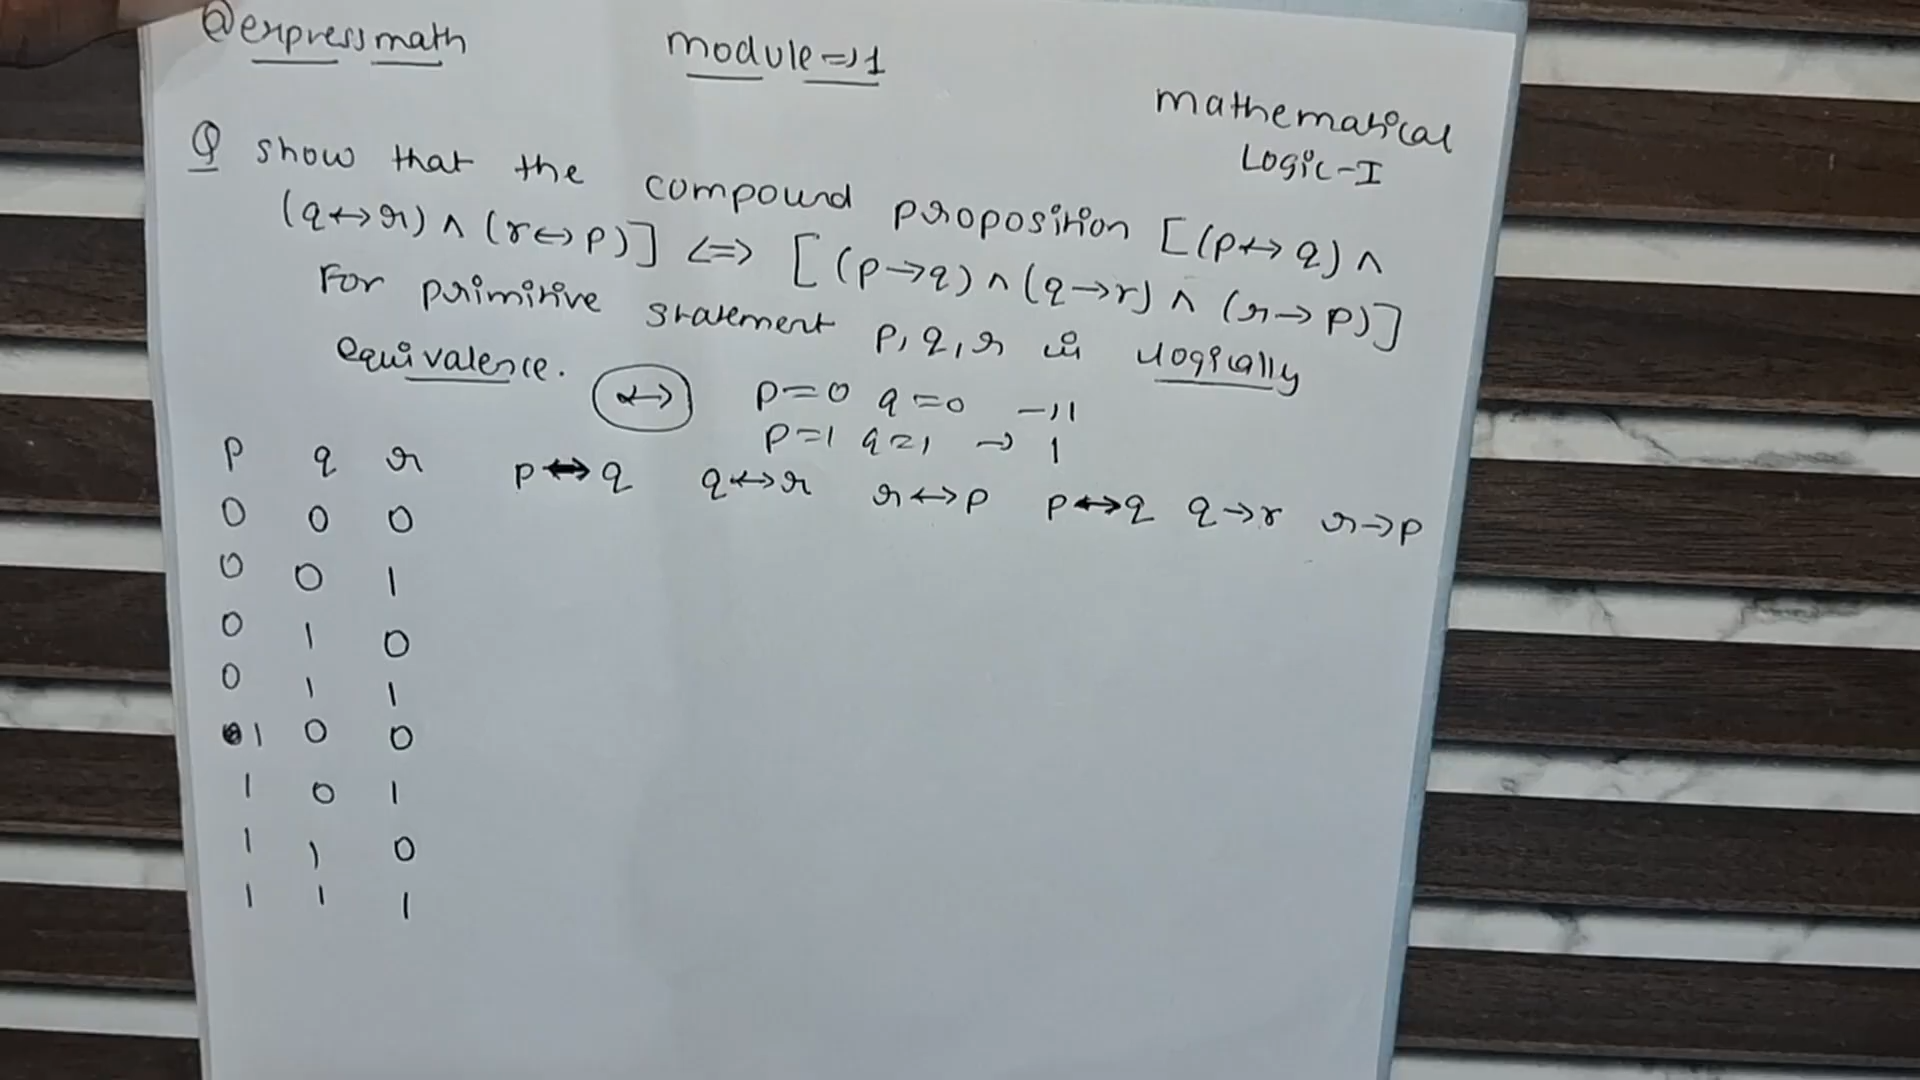 @expressmath
module⇒1
mathematical
Logic-I
Q show that the compound proposition [(p↔q) ∧
(q↔r) ∧ (r↔p)] <=> [(p→q) ∧ (q→r) ∧ (r→p)]
For primitive statement p, q, r is logically
equivalence.
↔ p=0 q=0 → 1
p=1 q=1 → 1
p q r p↔q q↔r r↔p p↔q q→r r→p
0 0 0
0 0 1
0 1 0
0 1 1
1 0 0
1 0 1
1 1 0
1 1 1